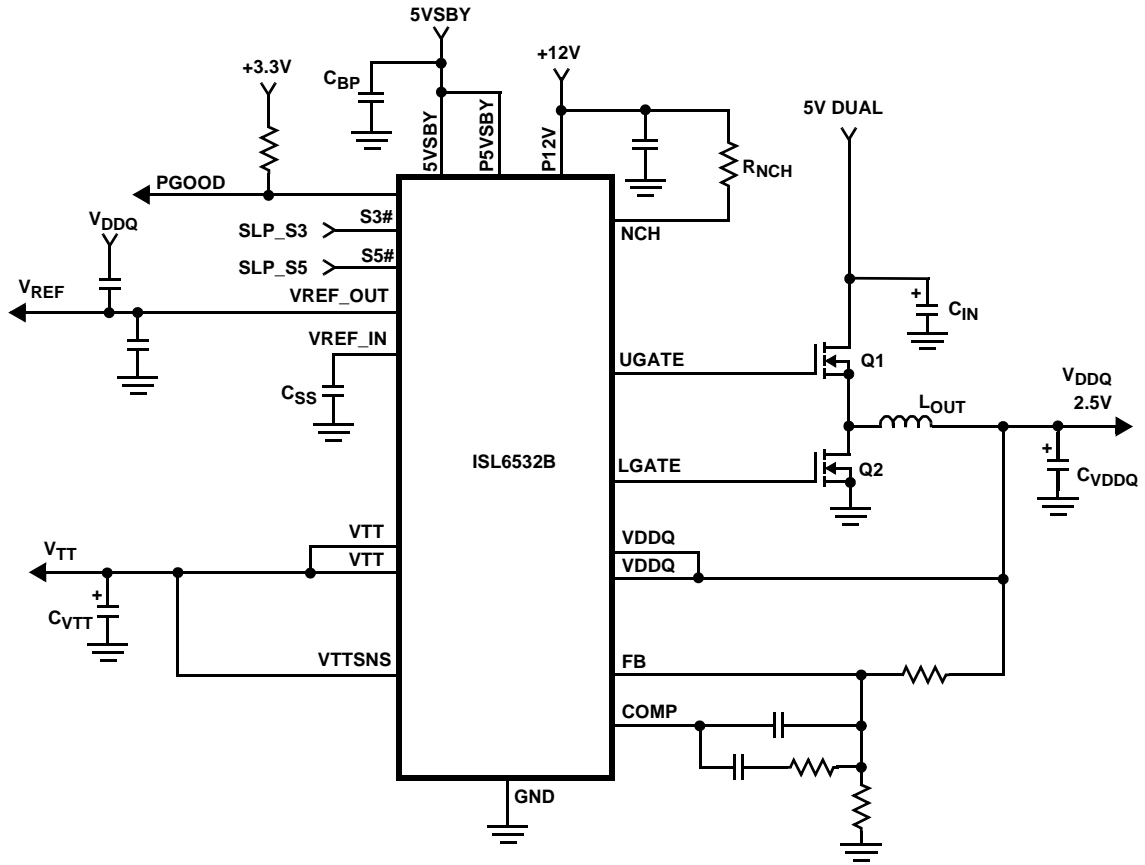 5VSBY
+12V
+3.3V
CBP
5V DUAL
5VSBY
P5VSBY
P12V
RNCH
PGOOD
NCH
VDDQ
SLP_S3
S3#
SLP_S5
S5#
VREF
VREF_OUT
CIN
VREF_IN
UGATE
Q1
CSS
LOUT
VDDQ
2.5V
ISL6532B
LGATE
Q2
CVDDQ
VTT
VDDQ
VTT
VTT
VDDQ
CVTT
VTTSNS
FB
COMP
GND